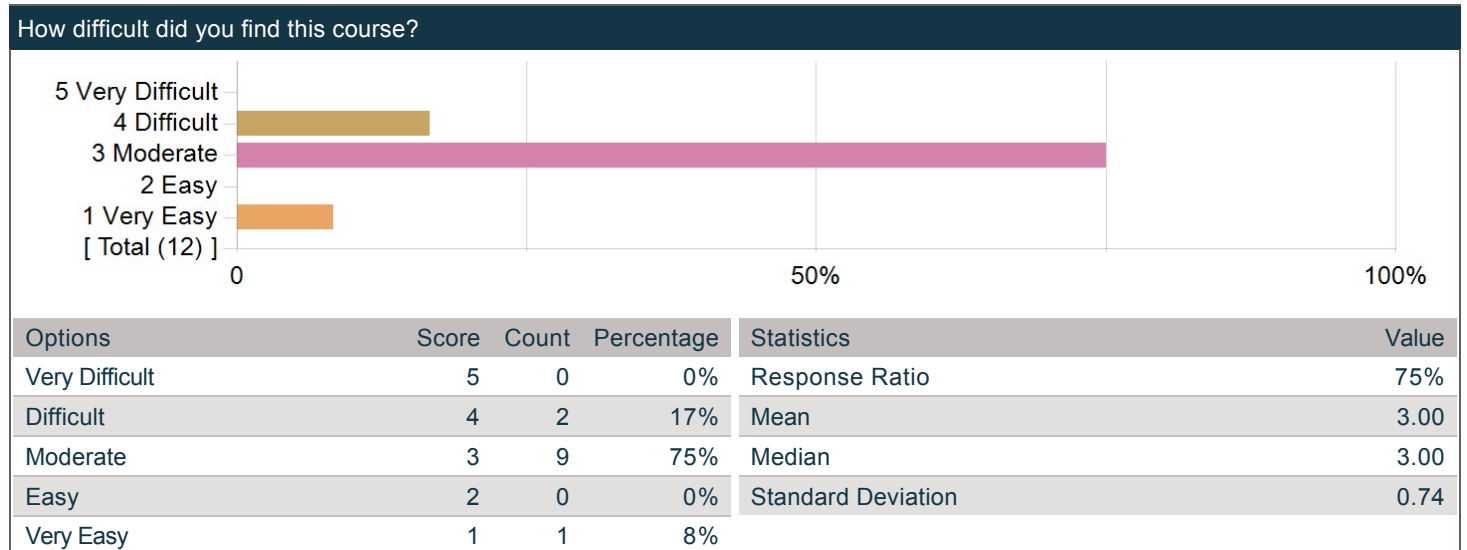 How difficult did you find this course?
5 Very Difficult
4 Difficult
3 Moderate
2 Easy
1 Very Easy
[ Total (12) ]
0 50% 100%
Options Score Count Percentage
Very Difficult 5 0 0%
Difficult 4 2 17%
Moderate 3 9 75%
Easy 2 0 0%
Very Easy 1 1 8%
Statistics Value
Response Ratio 75%
Mean 3.00
Median 3.00
Standard Deviation 0.74